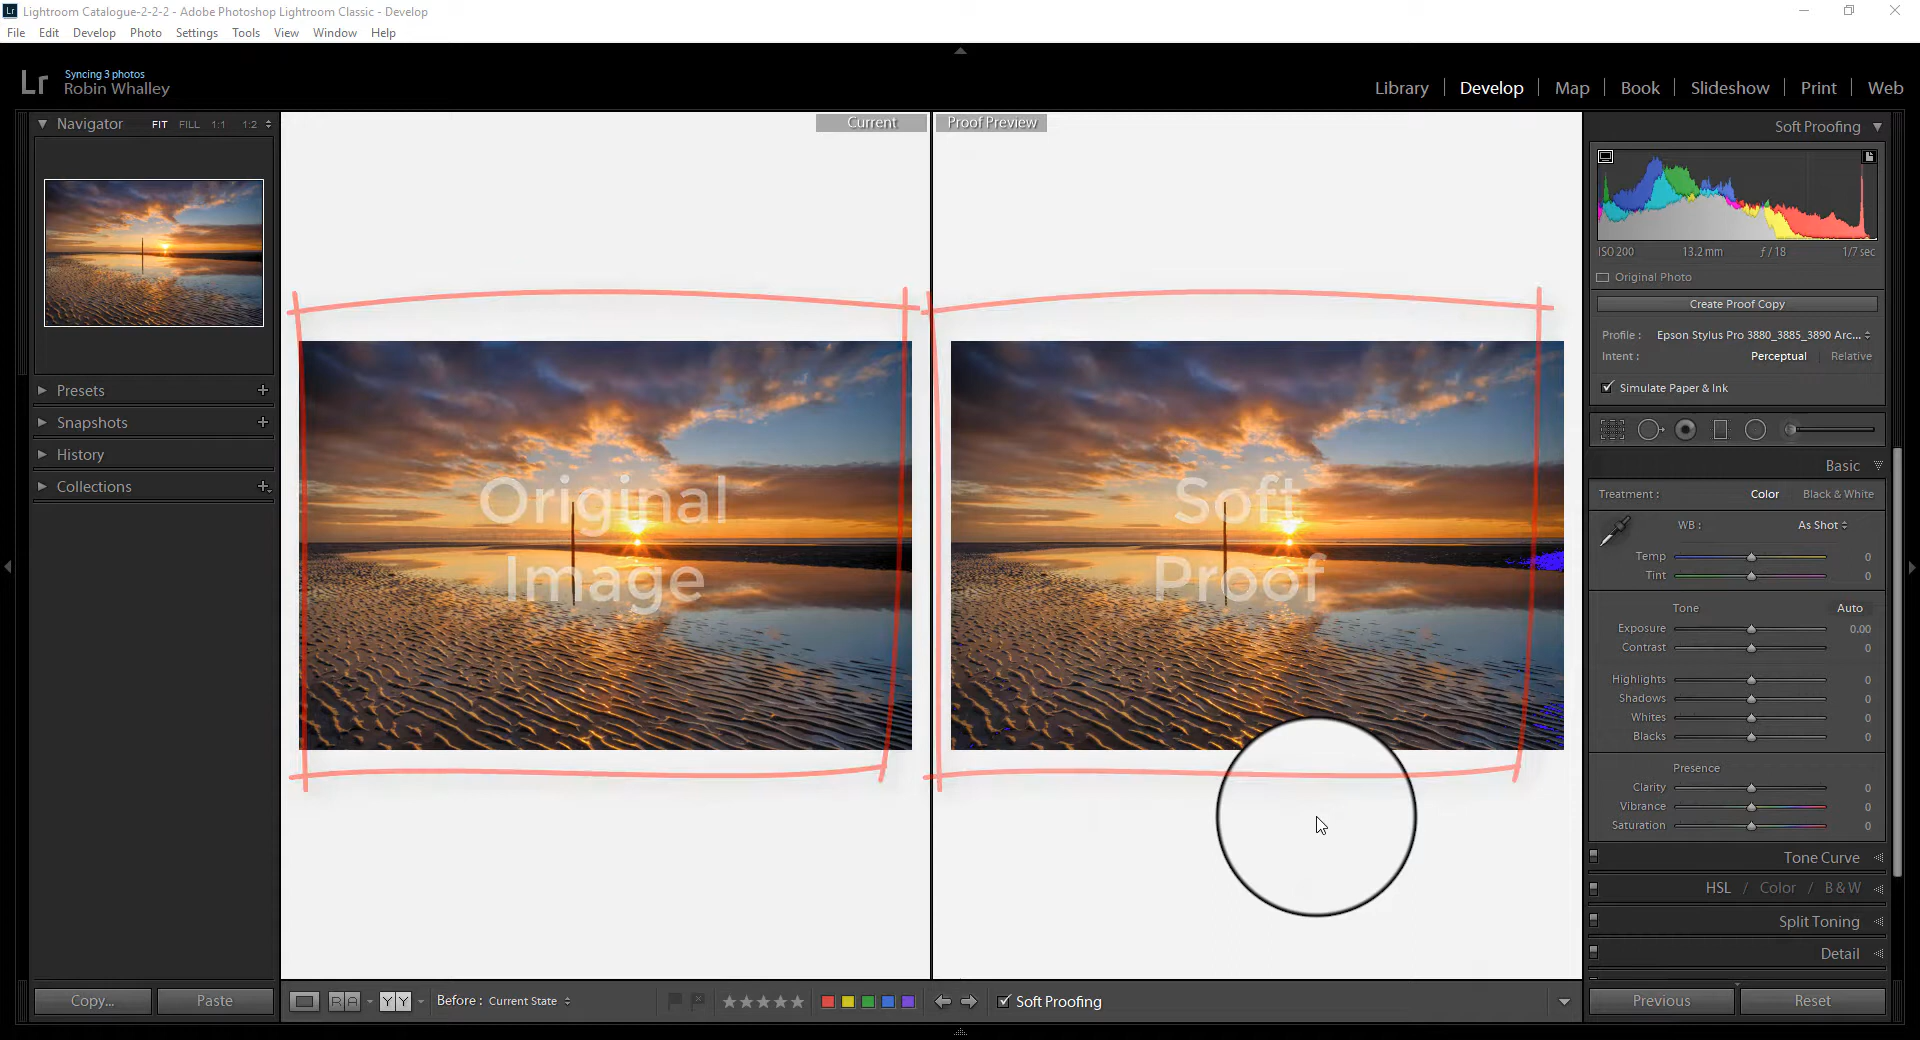 Lr Lightroom Catalogue-2-2-2 - Adobe Photoshop Lightroom Classic - Develop
File Edit Develop Photo Settings Tools View Window Help
Lr
Syncing 3 photos
Robin Whalley
Library Develop Map Book Slideshow Print Web
Navigator FIT FILL 1:1 1:2
Presets
Snapshots
History
Collections
Copy... Paste
Current
Proof Preview
Original
Image
Soft
Proof
R A Y Y Before : Current State
Soft Proofing
Soft Proofing
ISO 200 13.2 mm ƒ / 18 1/7 sec
Original Photo
Create Proof Copy
Profile : Epson Stylus Pro 3880_3885_3890 Arc...
Intent : Perceptual Relative
Simulate Paper & Ink
Basic
Treatment : Color Black & White
WB : As Shot
Temp 0
Tint 0
Tone Auto
Exposure 0.00
Contrast 0
Highlights 0
Shadows 0
Whites 0
Blacks 0
Presence
Clarity 0
Vibrance 0
Saturation 0
Tone Curve
HSL / Color / B & W
Split Toning
Detail
Previous Reset